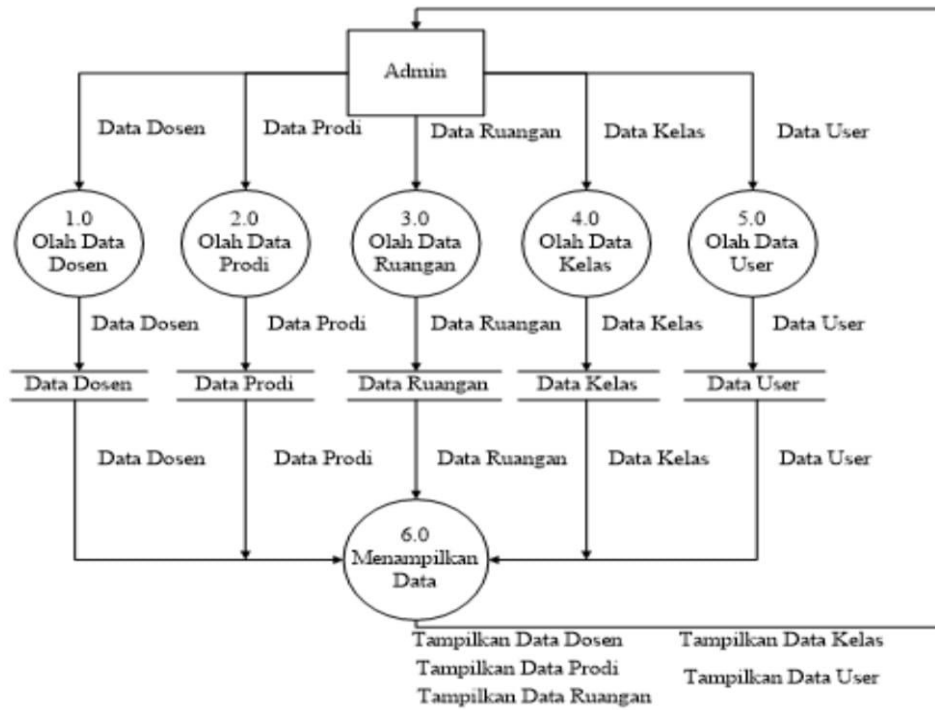 Admin
Data Dosen
Data Prodi
Data Ruangan
Data Kelas
Data User
1.0
Olah Data
Dosen
2.0
Olah Data
Prodi
3.0
Olah Data
Ruangan
4.0
Olah Data
Kelas
5.0
Olah Data
User
Data Dosen
Data Prodi
Data Ruangan
Data Kelas
Data User
Data Dosen
Data Prodi
Data Ruangan
Data Kelas
Data User
Data Dosen
Data Prodi
Data Ruangan
Data Kelas
Data User
6.0
Menampilkan
Data
Tampilkan Data Dosen
Tampilkan Data Prodi
Tampilkan Data Ruangan
Tampilkan Data Kelas
Tampilkan Data User